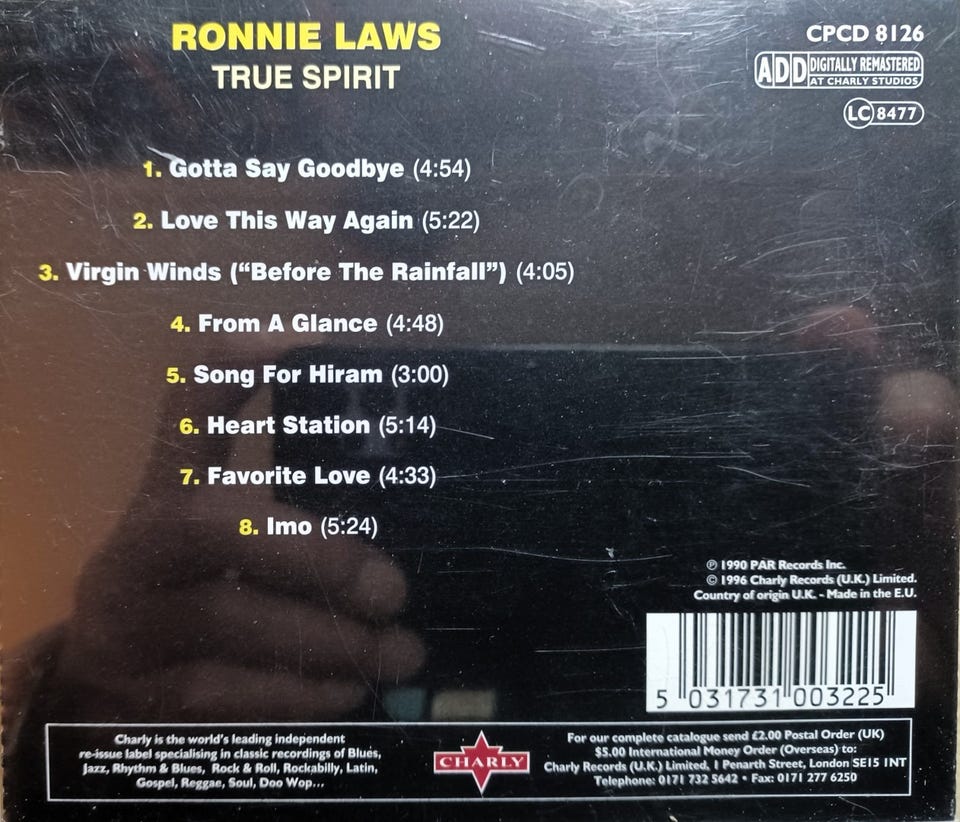 RONNIE LAWS
TRUE SPIRIT
CPCD 8126
ADD DIGITALLY REMASTERED
AT CHARLY STUDIOS
LC 8477
1. Gotta Say Goodbye (4:54)
2. Love This Way Again (5:22)
3. Virgin Winds (“Before The Rainfall”) (4:05)
4. From A Glance (4:48)
5. Song For Hiram (3:00)
6. Heart Station (5:14)
7. Favorite Love (4:33)
8. Imo (5:24)
℗ 1990 PAR Records Inc.
© 1996 Charly Records (U.K.) Limited.
Country of origin U.K. - Made in the E.U.
5 031731 003225
Charly is the world's leading independent
re-issue label specialising in classic recordings of Blues,
Jazz, Rhythm & Blues, Rock & Roll, Rockabilly, Latin,
Gospel, Reggae, Soul, Doo Wop...
CHARLY
For our complete catalogue send £2.00 Postal Order (UK)
$5.00 International Money Order (Overseas) to:
Charly Records (U.K.) Limited, 1 Penarth Street, London SE15 1NT
Telephone: 0171 732 5642 • Fax: 0171 277 6250